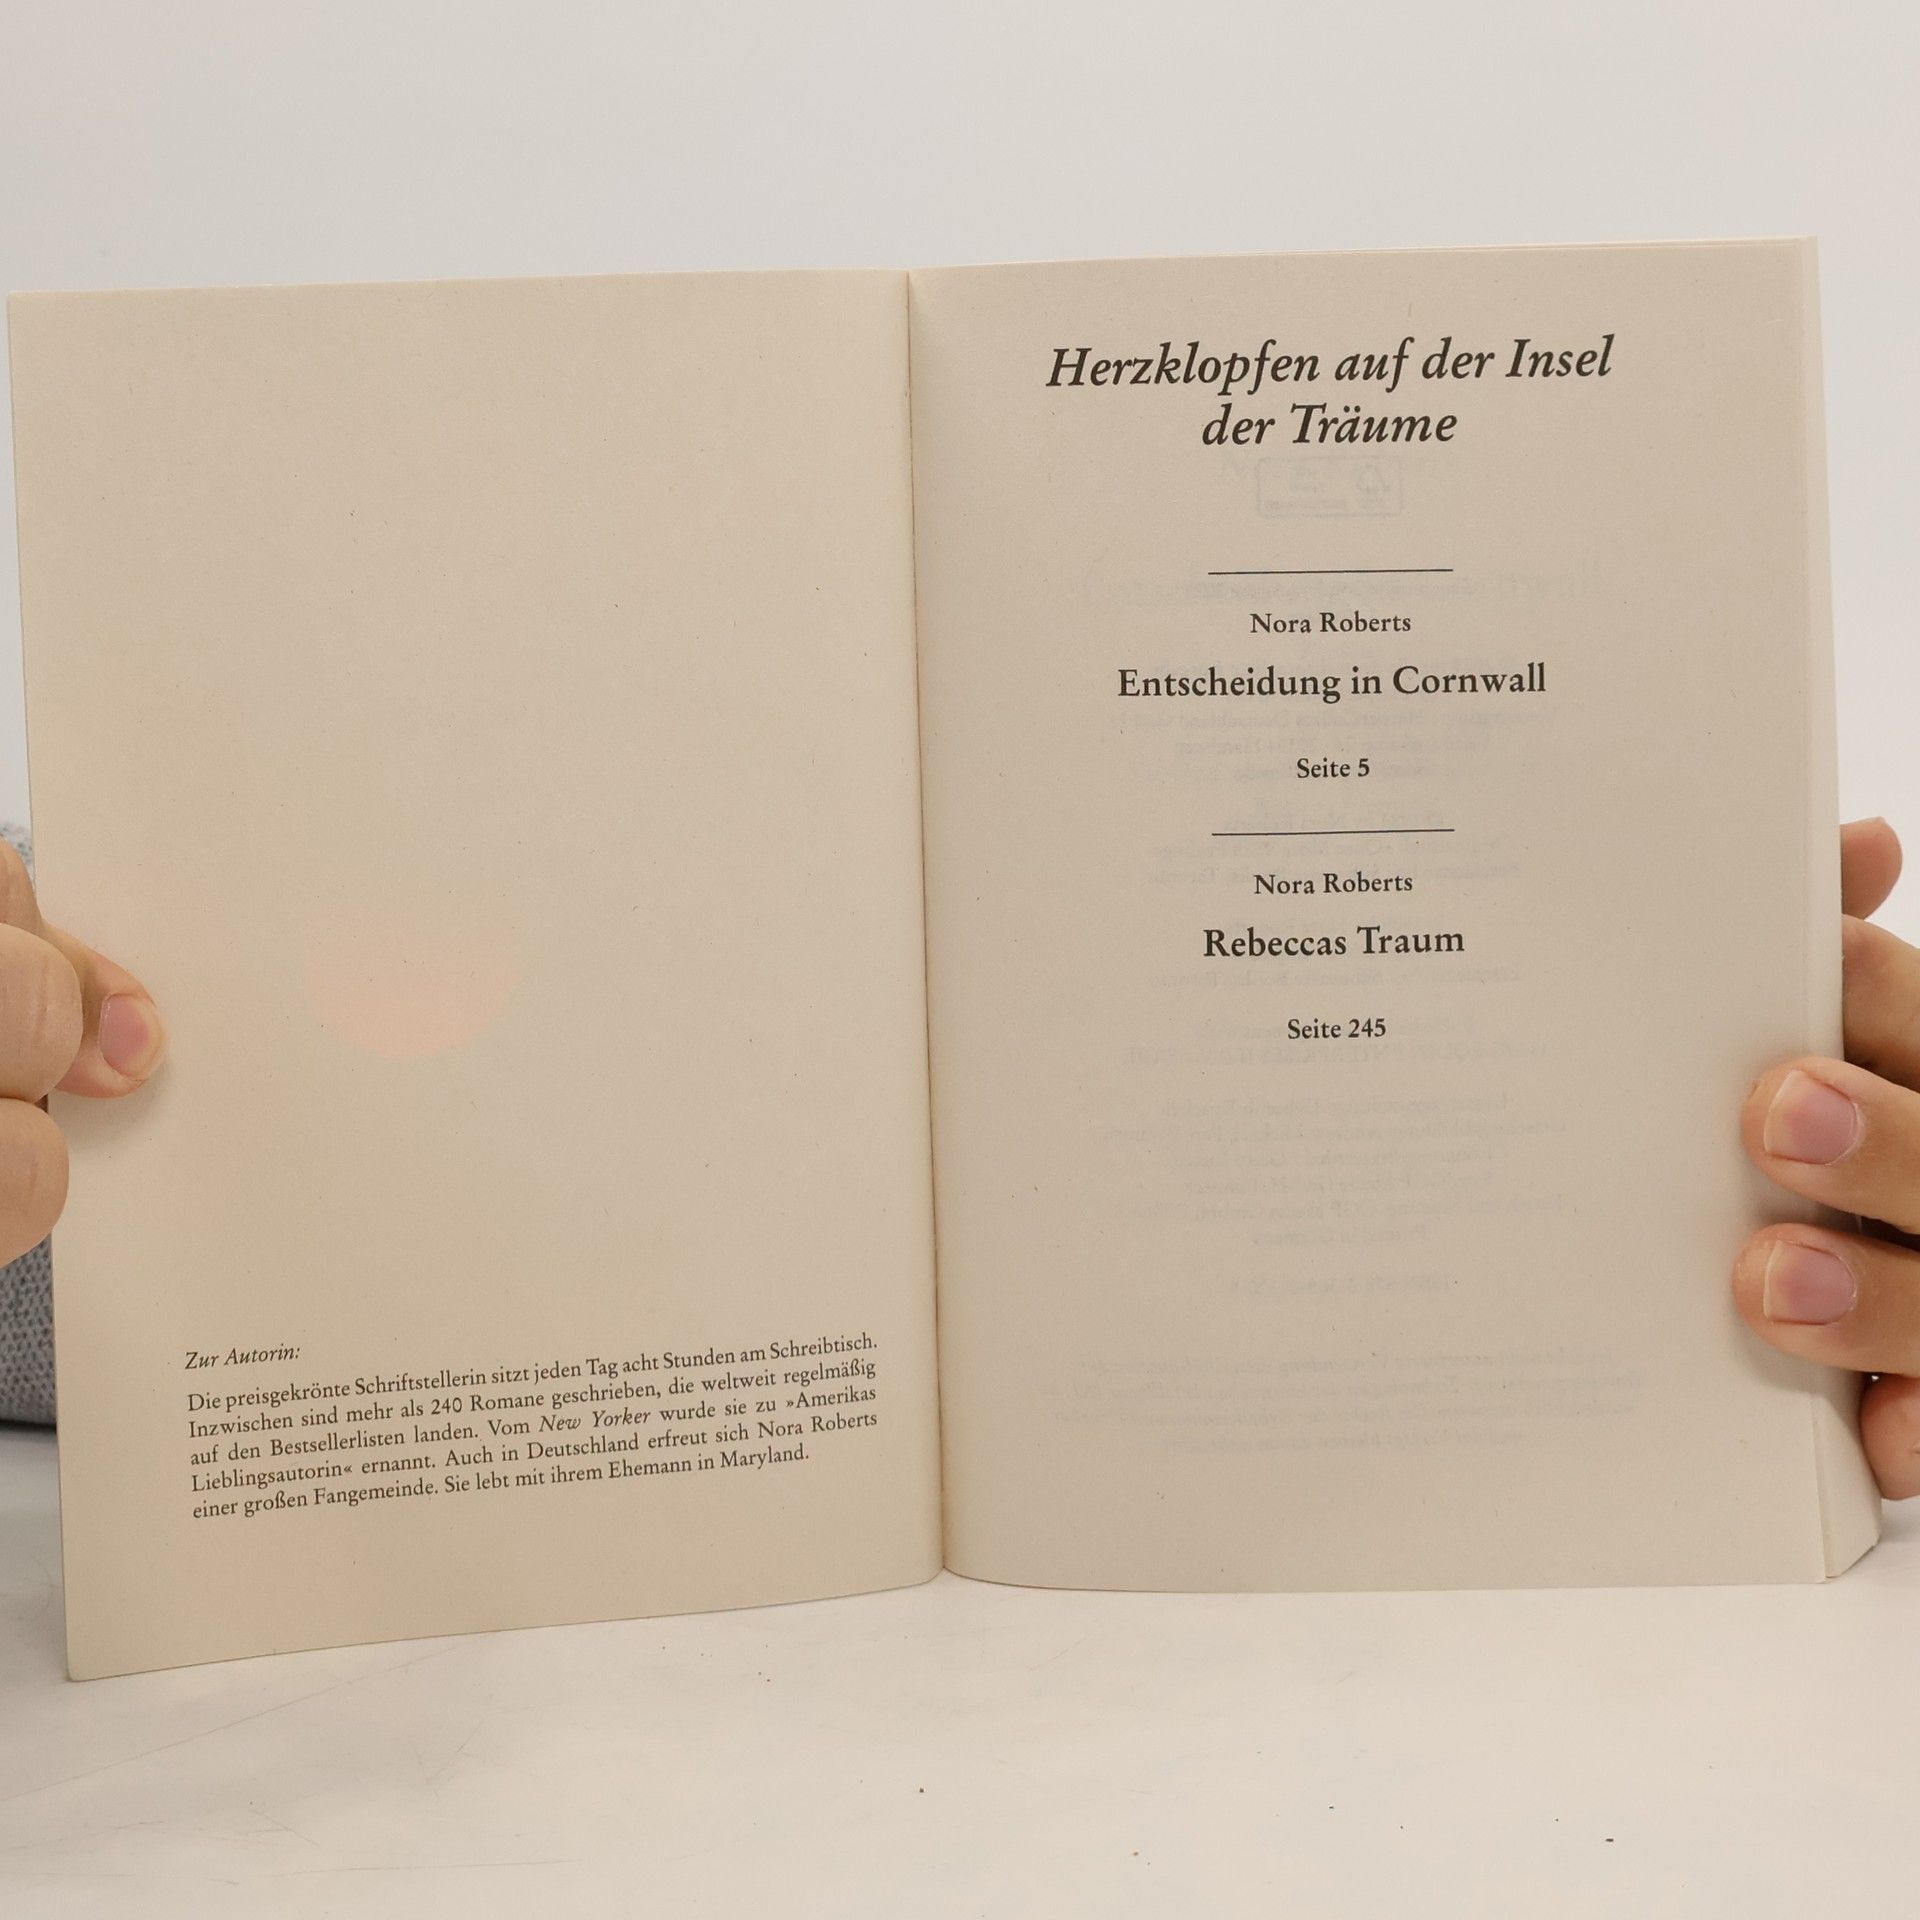 Zur Autorin:
Die preisgekrönte Schriftstellerin sitzt jeden Tag acht Stunden am Schreibtisch.
Inzwischen sind mehr als 240 Romane geschrieben, die weltweit regelmäßig
auf den Bestsellerlisten landen. Vom New Yorker wurde sie zu »Amerikas
Lieblingsautorin« ernannt. Auch in Deutschland erfreut sich Nora Roberts
einer großen Fangemeinde. Sie lebt mit ihrem Ehemann in Maryland.
Herzklopfen auf der Insel
der Träume
Nora Roberts
Entscheidung in Cornwall
Seite 5
Nora Roberts
Rebeccas Traum
Seite 245